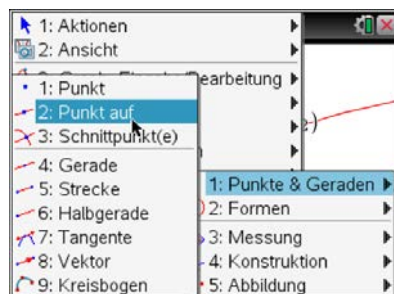 1: Aktionen
2: Ansicht
Bearbeitung
1: Punkt
2: Punkt auf
3: Schnittpunkt(e)
4: Gerade
5: Strecke
6: Halbgerade
7: Tangente
8: Vektor
9: Kreisbogen
1: Punkte & Geraden
2: Formen
3: Messung
4: Konstruktion
5: Abbildung